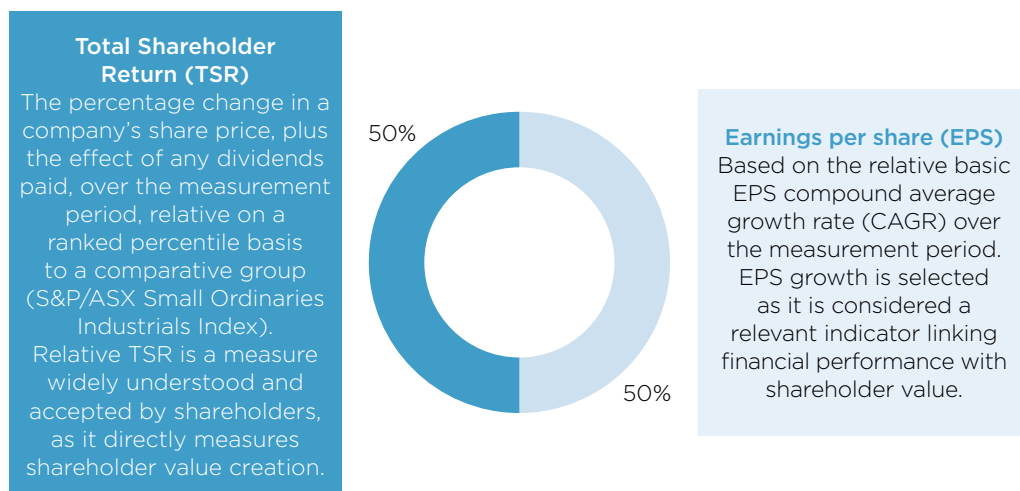 Total Shareholder
Return (TSR)
The percentage change in a
company’s share price, plus
the effect of any dividends
paid, over the measurement
period, relative on a
ranked percentile basis
to a comparative group
(S&P/ASX Small Ordinaries
Industrials Index).
Relative TSR is a measure
widely understood and
accepted by shareholders,
as it directly measures
shareholder value creation.
50%
50%
Earnings per share (EPS)
Based on the relative basic
EPS compound average
growth rate (CAGR) over
the measurement period.
EPS growth is selected
as it is considered a
relevant indicator linking
financial performance with
shareholder value.